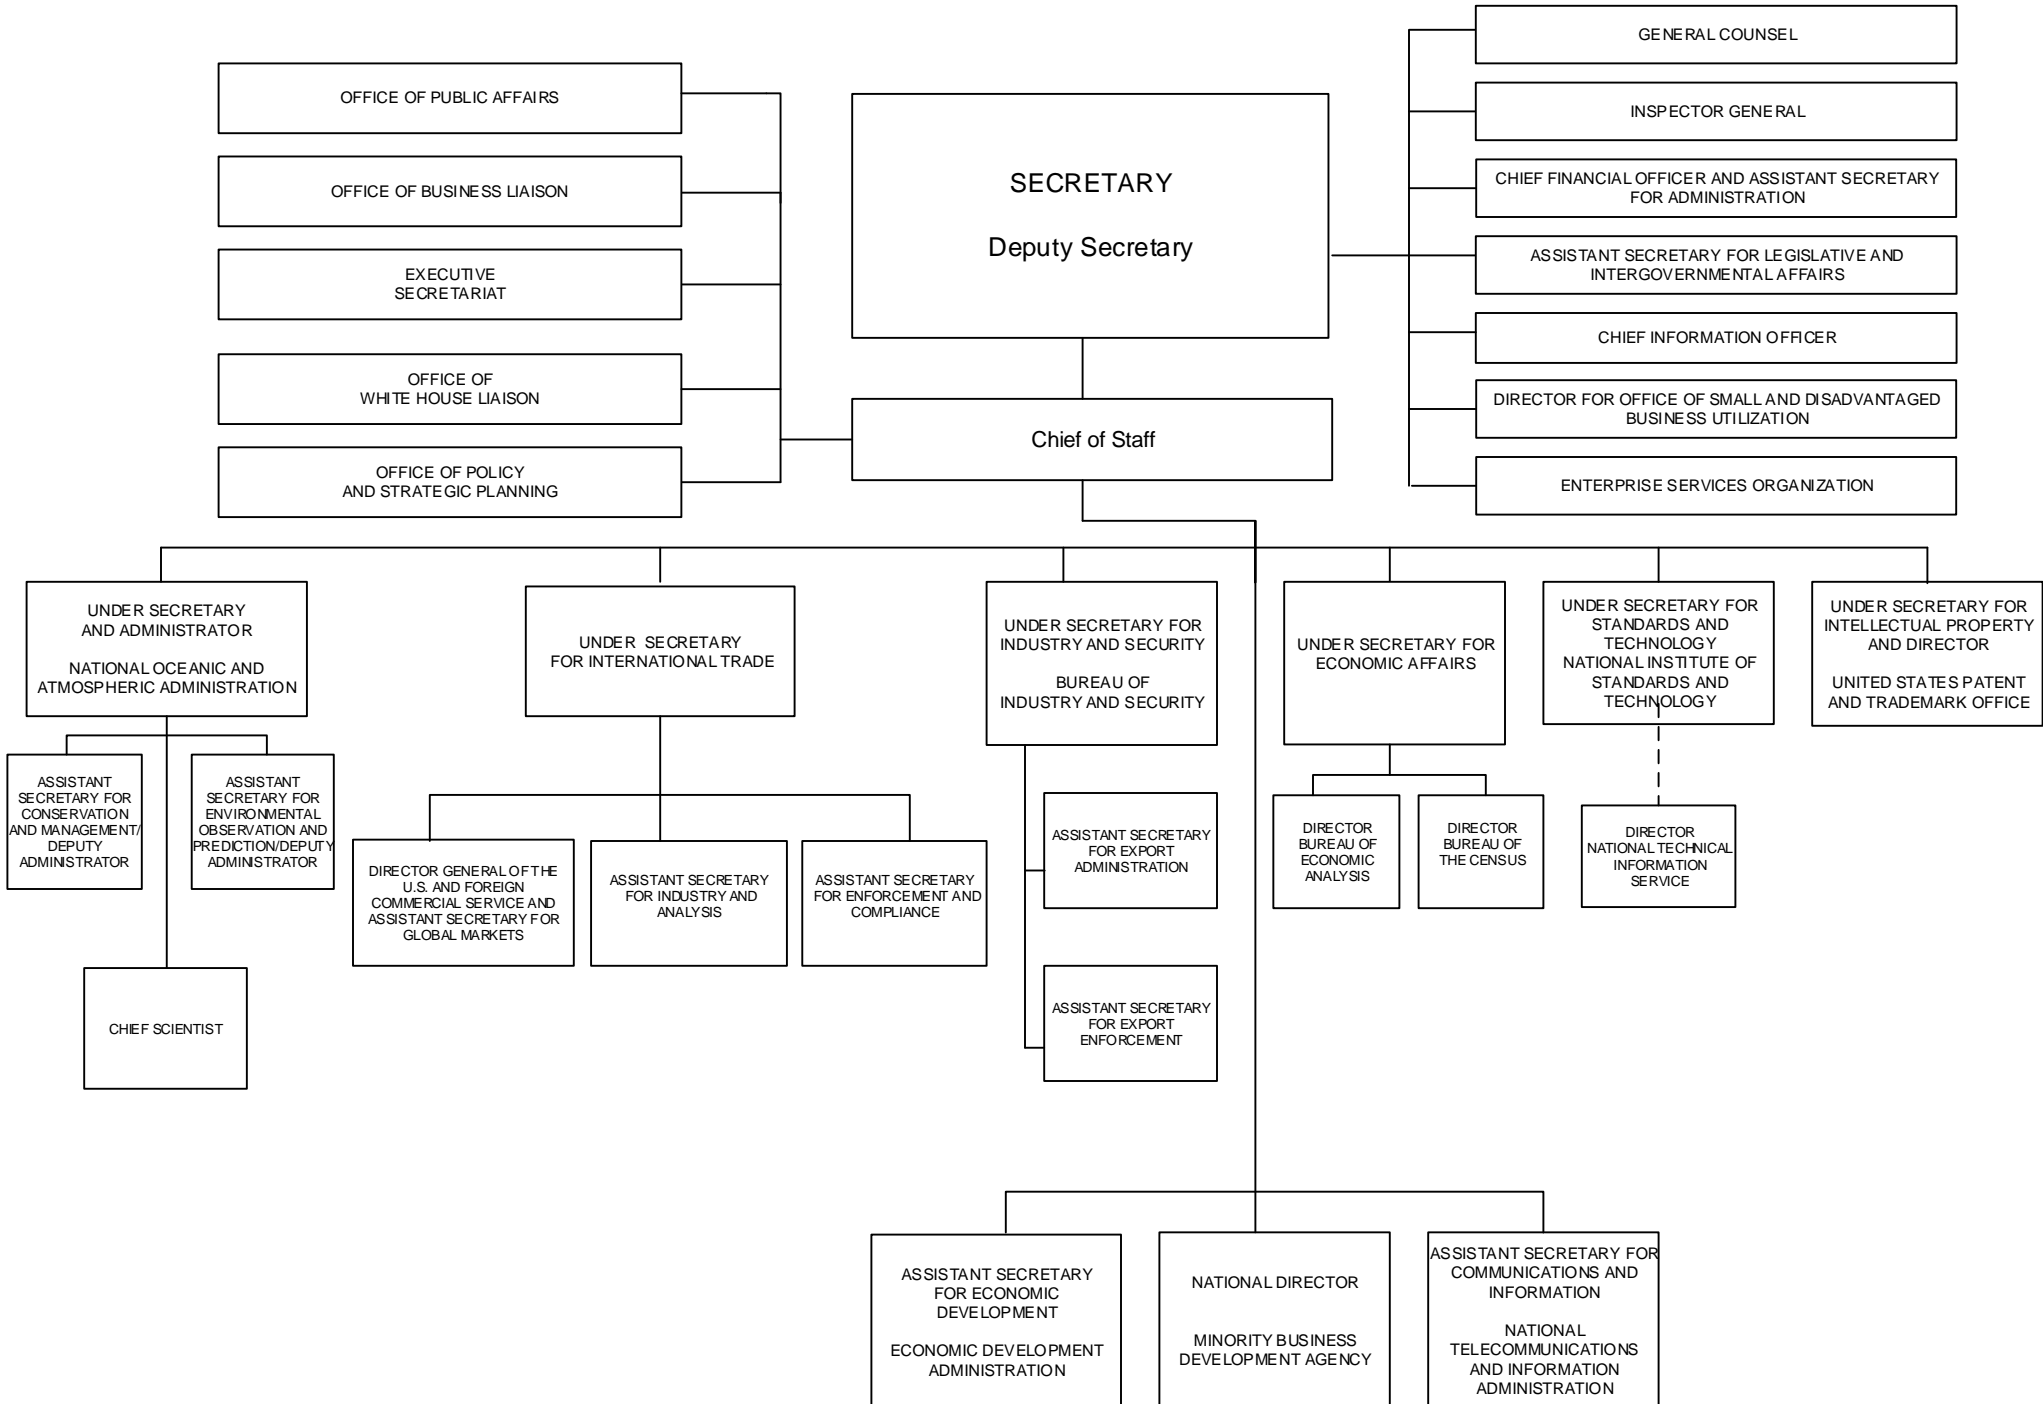 OFFICE OF PUBLIC AFFAIRS
OFFICE OF BUSINESS LIAISON
EXECUTIVE
SECRETARIAT
OFFICE OF
WHITE HOUSE LIAISON
OFFICE OF POLICY
AND STRATEGIC PLANNING
SECRETARY
Deputy Secretary
Chief of Staff
GENERAL COUNSEL
INSPECTOR GENERAL
CHIEF FINANCIAL OFFICER AND ASSISTANT SECRETARY
FOR ADMINISTRATION
ASSISTANT SECRETARY FOR LEGISLATIVE AND
INTERGOVERNMENTAL AFFAIRS
CHIEF INFORMATION OFFICER
DIRECTOR FOR OFFICE OF SMALL AND DISADVANTAGED
BUSINESS UTILIZATION
ENTERPRISE SERVICES ORGANIZATION
UNDER SECRETARY
AND ADMINISTRATOR
NATIONAL OCEANIC AND
ATMOSPHERIC ADMINISTRATION
UNDER SECRETARY
FOR INTERNATIONAL TRADE
UNDER SECRETARY FOR
INDUSTRY AND SECURITY
BUREAU OF
INDUSTRY AND SECURITY
UNDER SECRETARY FOR
ECONOMIC AFFAIRS
UNDER SECRETARY FOR
STANDARDS AND
TECHNOLOGY
NATIONAL INSTITUTE OF
STANDARDS AND
TECHNOLOGY
UNDER SECRETARY FOR
INTELLECTUAL PROPERTY
AND DIRECTOR
UNITED STATES PATENT
AND TRADEMARK OFFICE
ASSISTANT
SECRETARY FOR
CONSERVATION
AND MANAGEMENT/
DEPUTY
ADMINISTRATOR
ASSISTANT
SECRETARY FOR
ENVIRONMENTAL
OBSERVATION AND
PREDICTION/DEPUTY
ADMINISTRATOR
CHIEF SCIENTIST
DIRECTOR GENERAL OF THE
U.S. AND FOREIGN
COMMERCIAL SERVICE AND
ASSISTANT SECRETARY FOR
GLOBAL MARKETS
ASSISTANT SECRETARY
FOR INDUSTRY AND
ANALYSIS
ASSISTANT SECRETARY
FOR ENFORCEMENT AND
COMPLIANCE
ASSISTANT SECRETARY
FOR EXPORT
ADMINISTRATION
ASSISTANT SECRETARY
FOR EXPORT
ENFORCEMENT
DIRECTOR
BUREAU OF
ECONOMIC
ANALYSIS
DIRECTOR
BUREAU OF
THE CENSUS
DIRECTOR
NATIONAL TECHNICAL
INFORMATION
SERVICE
ASSISTANT SECRETARY
FOR ECONOMIC
DEVELOPMENT
ECONOMIC DEVELOPMENT
ADMINISTRATION
NATIONAL DIRECTOR
MINORITY BUSINESS
DEVELOPMENT AGENCY
ASSISTANT SECRETARY FOR
COMMUNICATIONS AND
INFORMATION
NATIONAL
TELECOMMUNICATIONS
AND INFORMATION
ADMINISTRATION